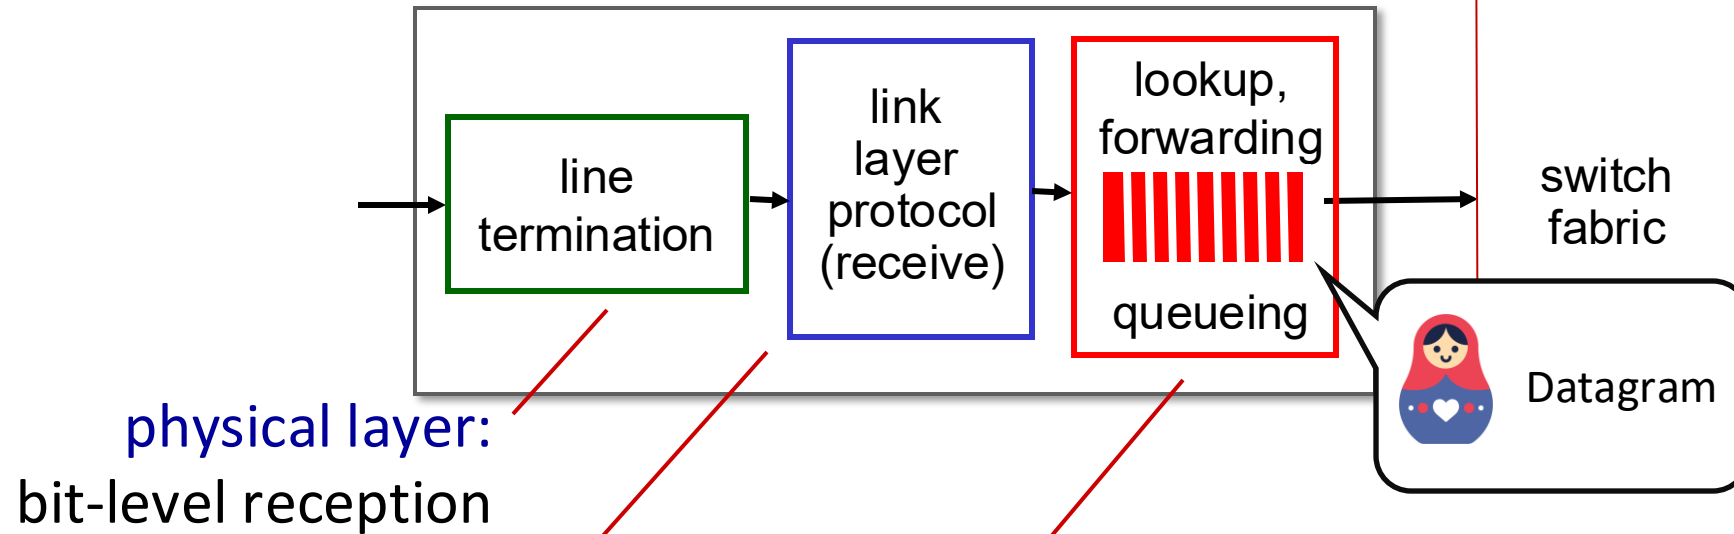 line
termination
link
layer
protocol
(receive)
lookup,
forwarding
queueing
switch
fabric
Datagram
physical layer:
bit-level reception